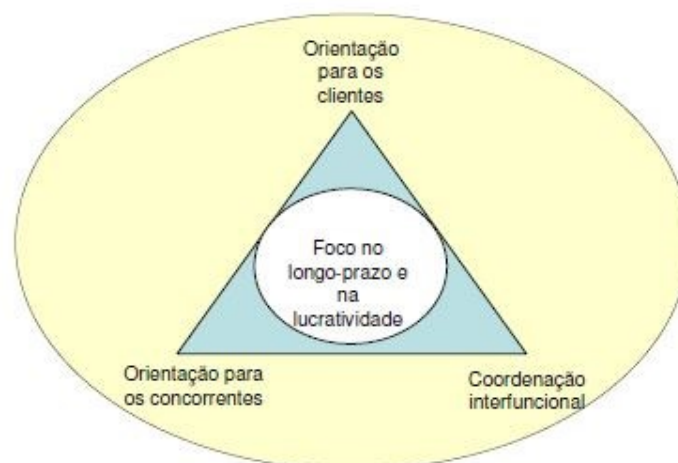 Orientação
para os
clientes
Foco no
longo-prazo e
na
lucratividade
Orientação para
os concorrentes
Coordenação
interfuncional